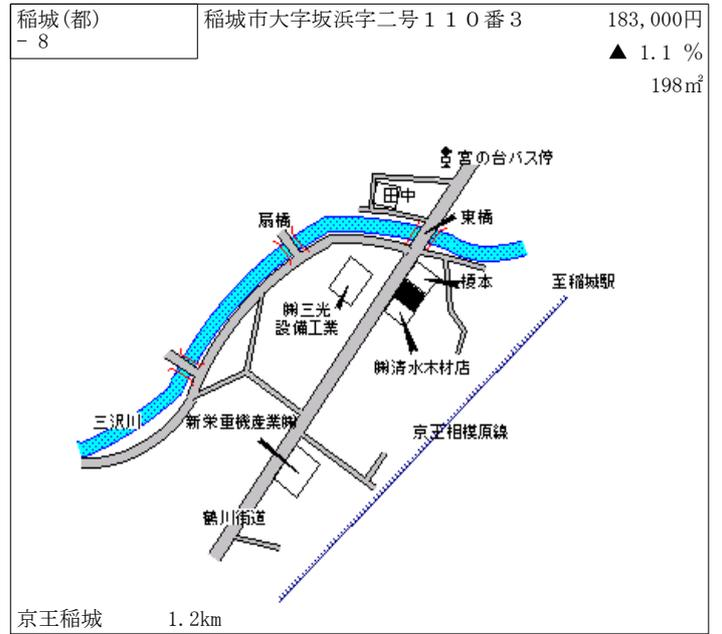 稲城(都)
- 8
稲城市大字坂浜字二号１１０番３
183,000円
▲ 1.1 %
198㎡
宮の台バス停
田中
東橋
扇橋
榎本
至稲城駅
㈱三光
設備工業
㈱清水木材店
三沢川
新栄重機産業㈱
京王相模原線
鶴川街道
京王稲城 1.2km